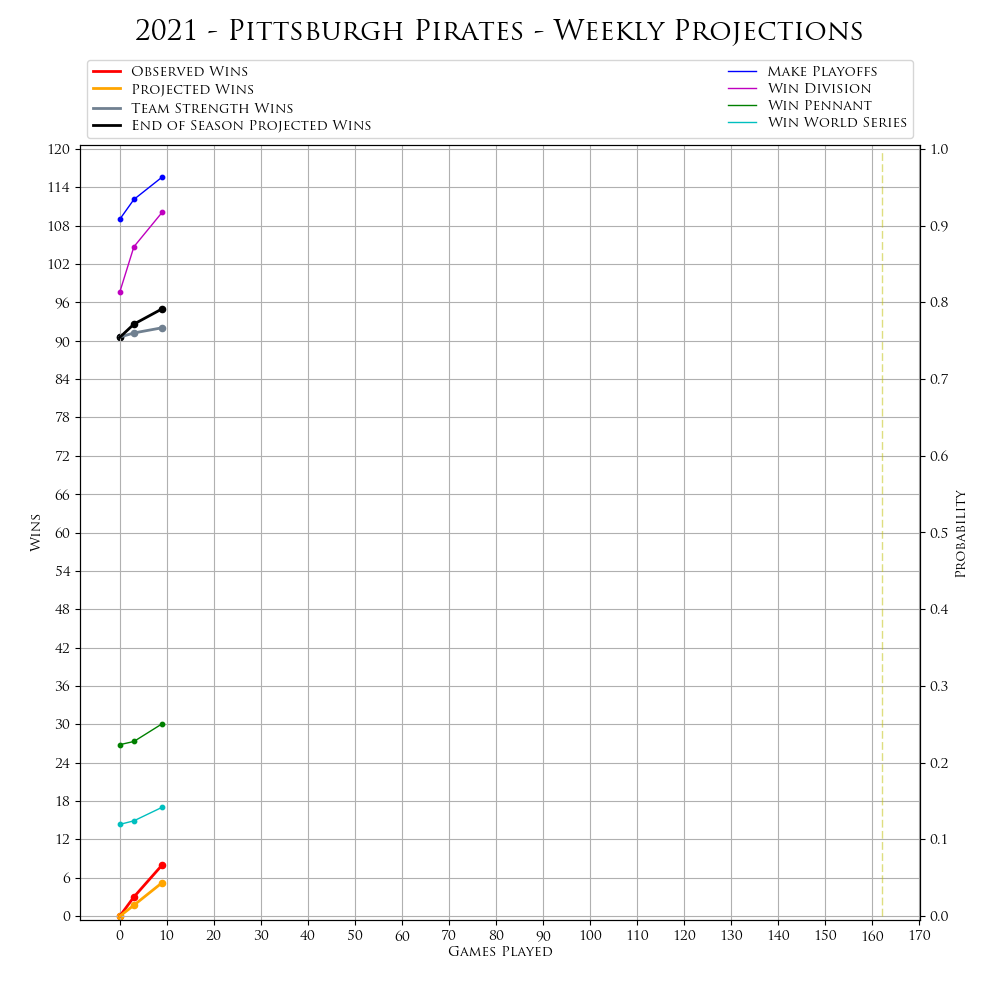 2021 - Pittsburgh Pirates - Weekly Projections
Observed Wins
Projected Wins
Team Strength Wins
End of Season Projected Wins
Make Playoffs
Win Division
Win Pennant
Win World Series
120
114
108
102
96
90
84
78
72
66
60
54
48
42
36
30
24
18
12
6
0
Wins
1.0
0.9
0.8
0.7
0.6
0.5
0.4
0.3
0.2
0.1
0.0
Probability
0 10 20 30 40 50 60 70 80 90 100 110 120 130 140 150 160 170
Games Played